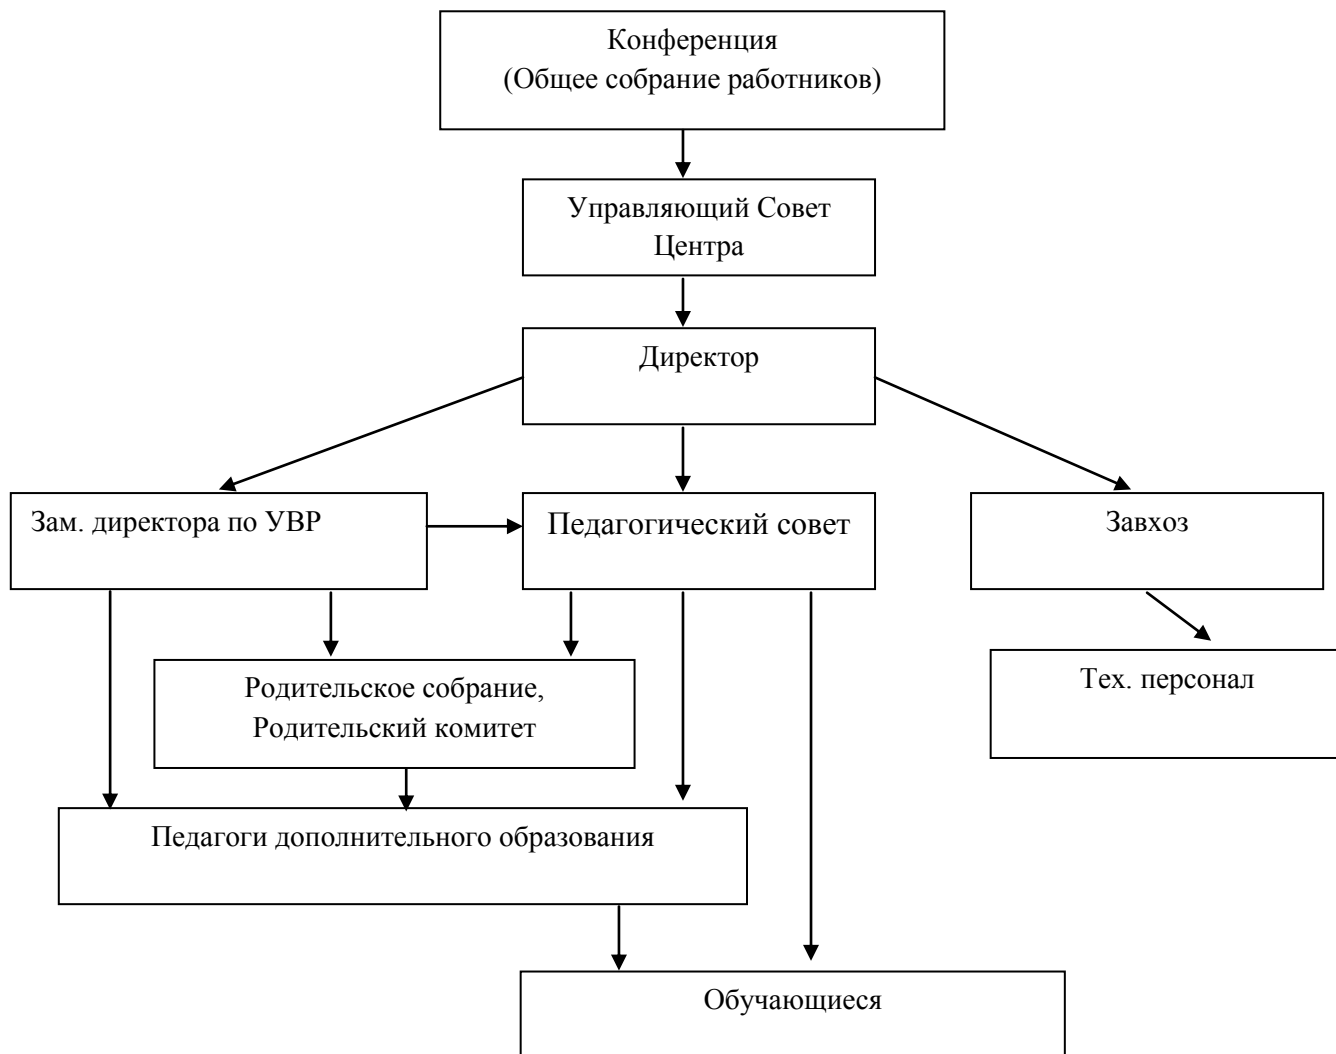 Конференция
(Общее собрание работников)
Управляющий Совет
Центра
Директор
Зам. директора по УВР
Педагогический совет
Завхоз
Родительское собрание,
Родительский комитет
Тех. персонал
Педагоги дополнительного образования
Обучающиеся